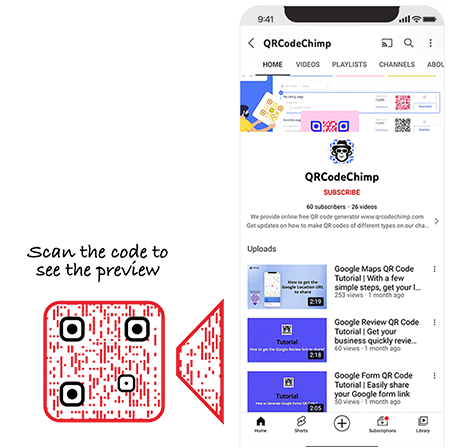 Scan the code to
see the preview
9:41
QRCodeChimp
HOME VIDEOS PLAYLISTS CHANNELS ABOU
QRCodeChimp
SUBSCRIBE
60 subscribers • 26 videos
We provide online free QR code generator www.qrcodechimp.com
Get updates on how to make QR codes of different types on our cha...
Uploads
How to get the
Google Location URL
to share
2:19
Google Maps QR Code
Tutorial | With a few
simple steps, get your l...
253 views · 1 month ago
Tutorial
How to get the Google Review link to share?
2:18
Google Review QR Code
Tutorial | Get your
business quickly revie...
60 views · 1 month ago
Tutorial
2:05
Google Form QR Code
Tutorial | Easily share
your Google form link
50 views · 1 month ago
Home Shorts Subscriptions Library